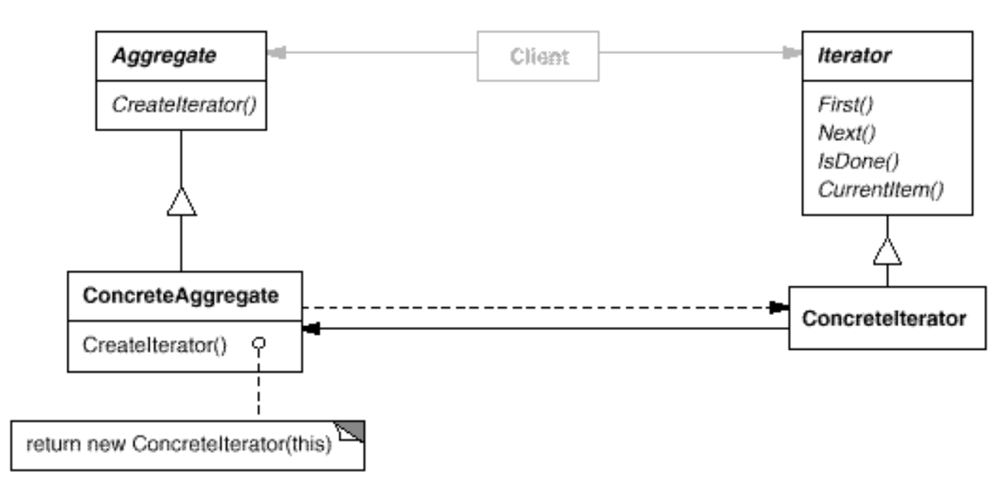 Aggregate
CreateIterator()
Client
Iterator
First()
Next()
IsDone()
CurrentItem()
ConcreteAggregate
CreateIterator()
ConcreteIterator
return new ConcreteIterator(this)